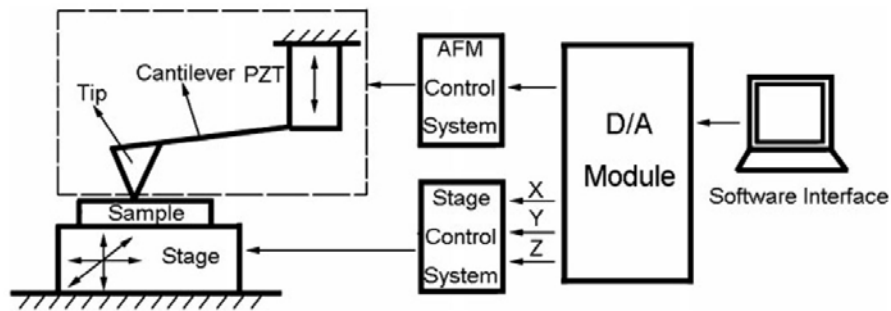 Cantilever PZT
Tip
Sample
Stage
AFM
Control
System
Stage
Control
System
X
Y
Z
D/A
Module
Software Interface